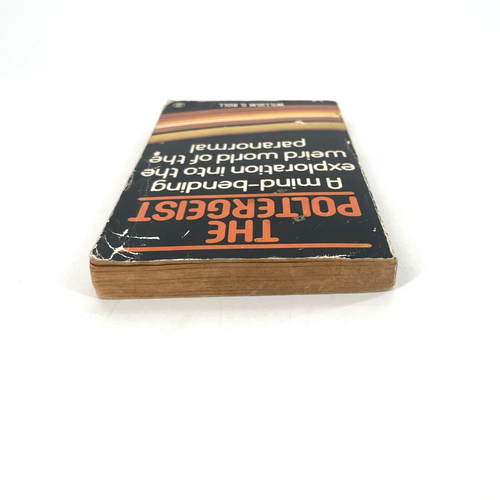 THE
POLTERGEIST
A mind-bending
exploration into the
weird world of the
paranormal
WILLIAM G. ROLL